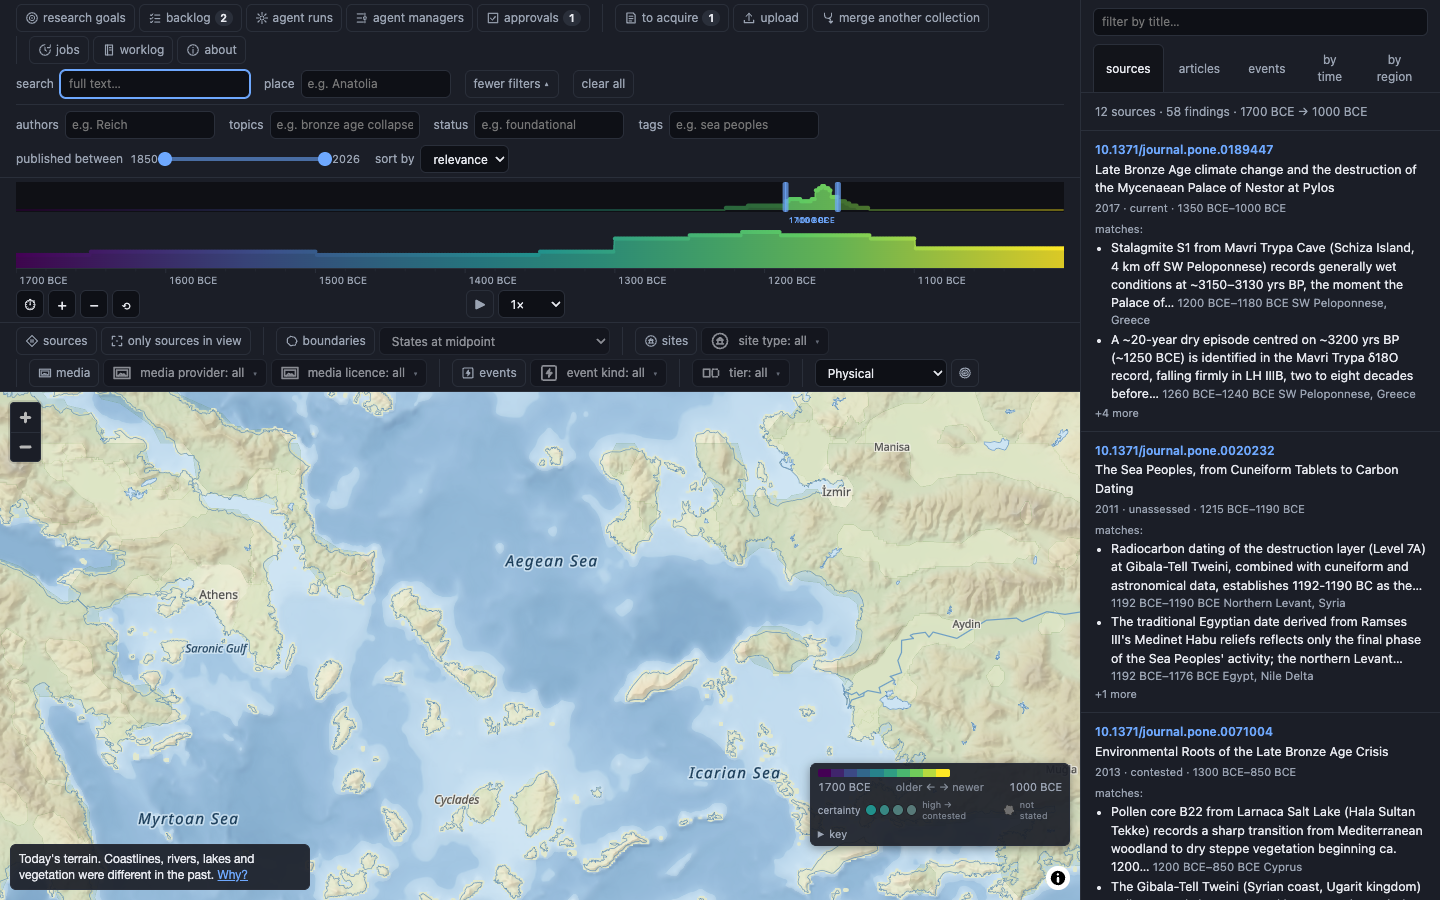 research goals
backlog 2
agent runs
agent managers
approvals 1
to acquire 1
upload
merge another collection
jobs
worklog
about
search full text...
place e.g. Anatolia
fewer filters
clear all
authors e.g. Reich
topics e.g. bronze age collapse
status e.g. foundational
tags e.g. sea peoples
published between 1850 2026
sort by relevance
1700 BCE 1600 BCE 1500 BCE 1400 BCE 1300 BCE 1200 BCE 1100 BCE
1×
sources
only sources in view
boundaries
States at midpoint
sites
site type: all
media
media provider: all
media licence: all
events
event kind: all
tier: all
Physical
Manisa
İzmir
Aegean Sea
Athens
Aydin
Saronic Gulf
Icarian Sea
Cyclades
Myrtoan Sea
1700 BCE older ← → newer 1000 BCE
certainty high → contested not stated
key
Today's terrain. Coastlines, rivers, lakes and
vegetation were different in the past. Why?
filter by title...
sources
articles
events
by time
by region
12 sources · 58 findings · 1700 BCE → 1000 BCE
10.1371/journal.pone.0189447
Late Bronze Age climate change and the destruction of
the Mycenaean Palace of Nestor at Pylos
2017 · current · 1350 BCE–1000 BCE
matches:
Stalagmite S1 from Mavri Trypa Cave (Schiza Island,
4 km off SW Peloponnese) records generally wet
conditions at ~3150–3130 yrs BP, the moment the
Palace of... 1200 BCE–1180 BCE SW Peloponnese,
Greece
A ~20-year dry episode centred on ~3200 yrs BP
(~1250 BCE) is identified in the Mavri Trypa δ18O
record, falling firmly in LH IIIB, two to eight decades
before... 1260 BCE–1240 BCE SW Peloponnese, Greece
+4 more
10.1371/journal.pone.0020232
The Sea Peoples, from Cuneiform Tablets to Carbon
Dating
2011 · unassessed · 1215 BCE–1190 BCE
matches:
Radiocarbon dating of the destruction layer (Level 7A)
at Gibala-Tell Tweini, combined with cuneiform and
astronomical data, establishes 1192-1190 BC as the...
1192 BCE–1190 BCE Northern Levant, Syria
The traditional Egyptian date derived from Ramses
III's Medinet Habu reliefs reflects only the final phase
of the Sea Peoples' activity; the northern Levant...
1192 BCE–1176 BCE Egypt, Nile Delta
+1 more
10.1371/journal.pone.0071004
Environmental Roots of the Late Bronze Age Crisis
2013 · contested · 1300 BCE–850 BCE
matches:
Pollen core B22 from Larnaca Salt Lake (Hala Sultan
Tekke) records a sharp transition from Mediterranean
woodland to dry steppe vegetation beginning ca.
1200... 1200 BCE–850 BCE Cyprus
The Gibala-Tell Tweini (Syrian coast, Ugarit kingdom)